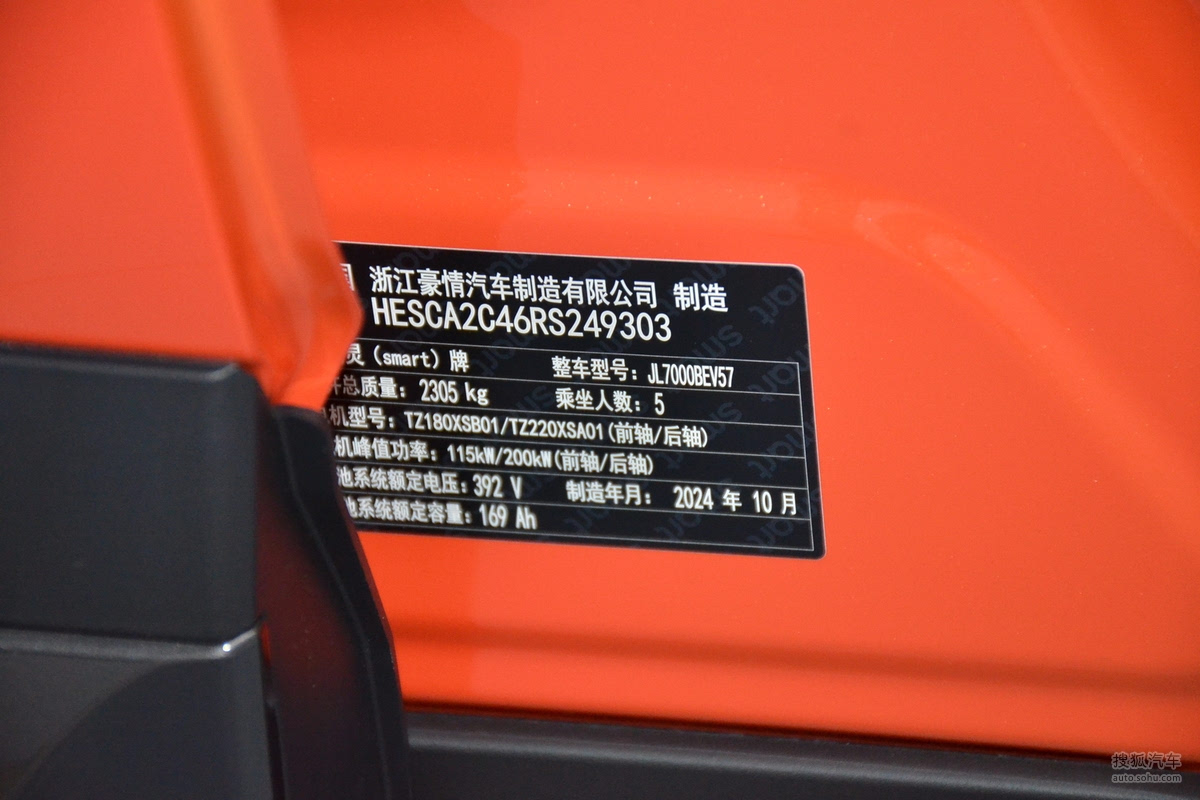 浙江豪情汽车制造有限公司 制造
HESCA2C46RS249303
灵(smart)牌 整车型号: JL7000BEV57
总质量: 2305 kg 乘坐人数: 5
机型号: TZ180XSB01/TZ220XSA01(前轴/后轴)
机峰值功率: 115kW/200kW(前轴/后轴)
池系统额定电压: 392 V 制造年月: 2024 年 10 月
池系统额定容量: 169 Ah
搜狐汽车
auto.sohu.com